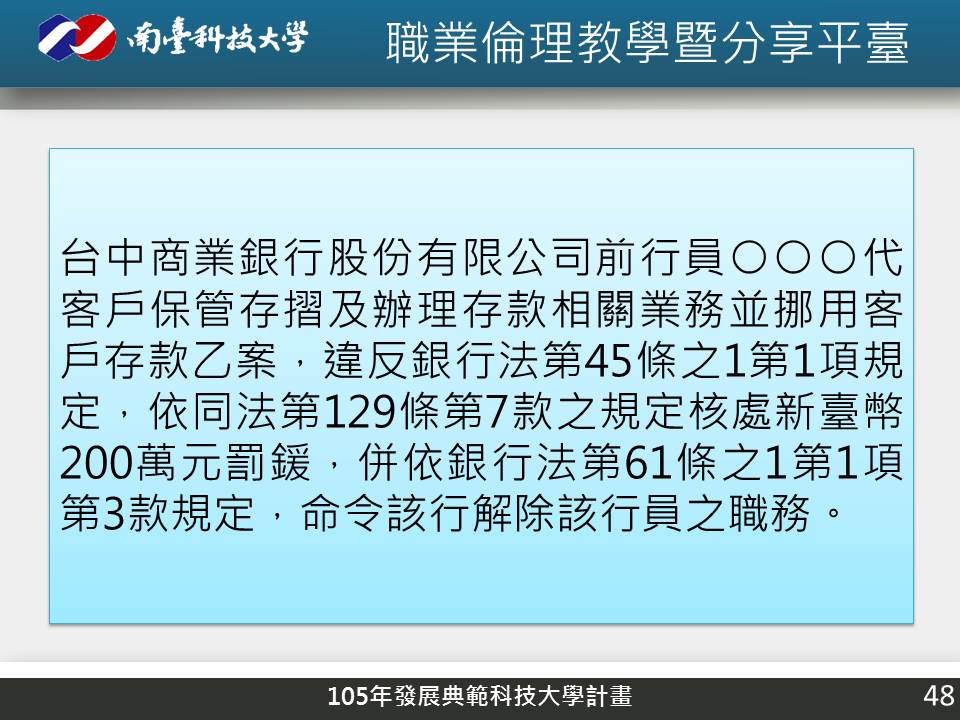 南臺科技大學
職業倫理教學暨分享平臺
台中商業銀行股份有限公司前行員○○○代
客戶保管存摺及辦理存款相關業務並挪用客
戶存款乙案，違反銀行法第45條之1第1項規
定，依同法第129條第7款之規定核處新臺幣
200萬元罰鍰，併依銀行法第61條之1第1項
第3款規定，命令該行解除該行員之職務。
105年發展典範科技大學計畫
48